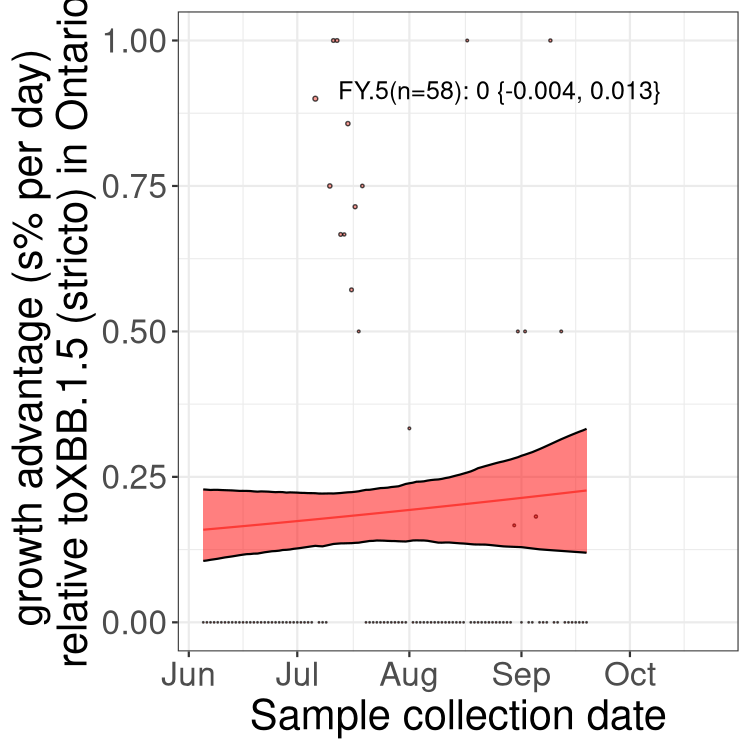 growth advantage (s% per day)
relative toXBB.1.5 (stricto) in Ontario
1.00
0.75
0.50
0.25
0.00
FY.5(n=58): 0 {-0.004, 0.013}
Jun Jul Aug Sep Oct
Sample collection date